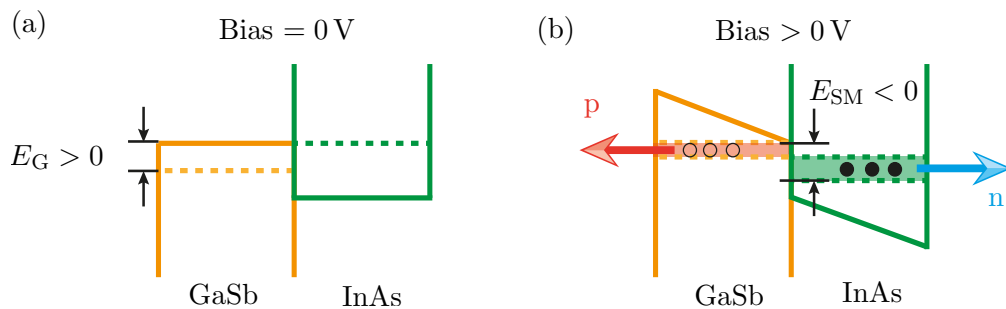 (a)
Bias = 0 V
E_G > 0
GaSb
InAs
(b)
Bias > 0 V
p
E_SM < 0
n
GaSb
InAs